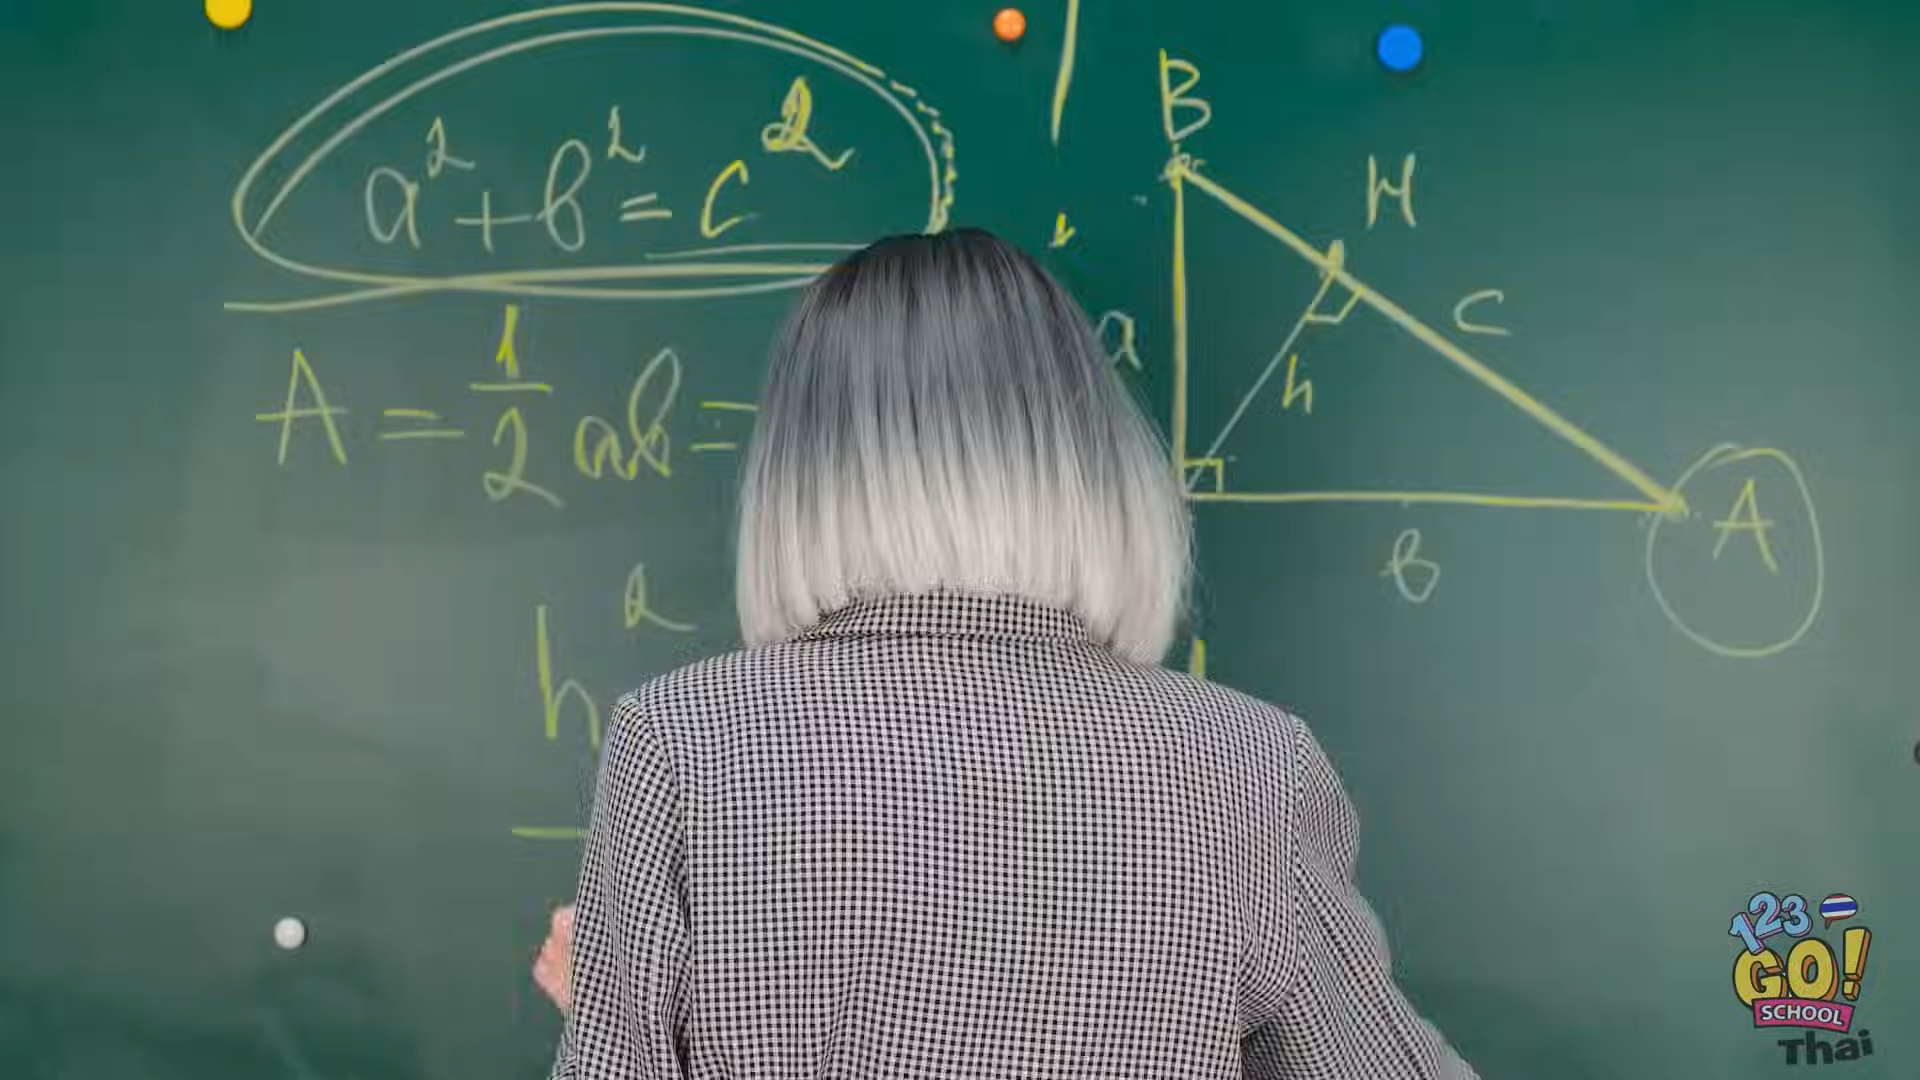 a² + b² = c²
A = 1/2 ab =
h²
B
H
a
c
h
b
A
123
GO!
SCHOOL
Thai